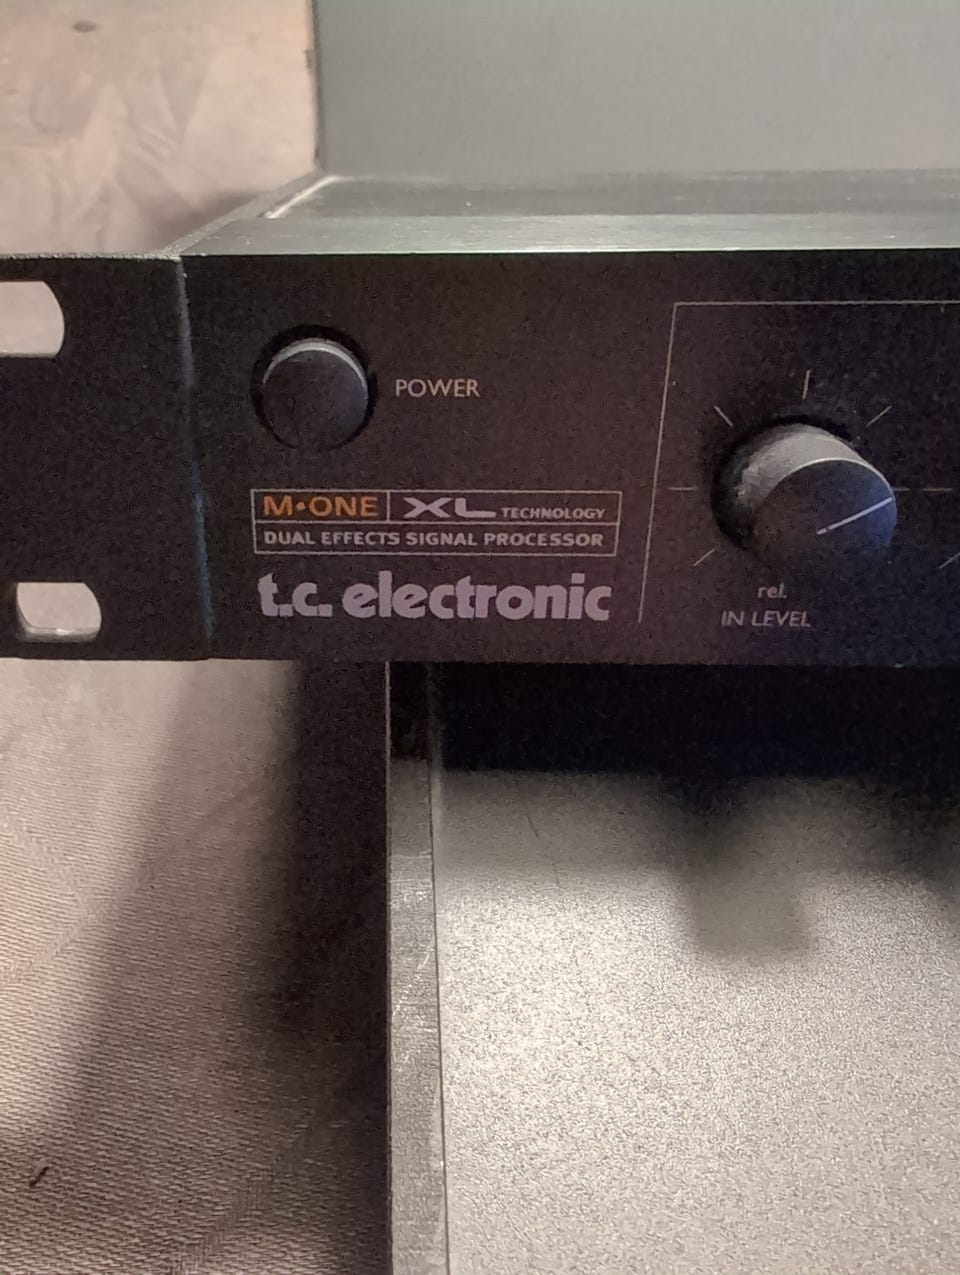 POWER
M•ONE XL TECHNOLOGY
DUAL EFFECTS SIGNAL PROCESSOR
t.c. electronic
rel.
IN LEVEL